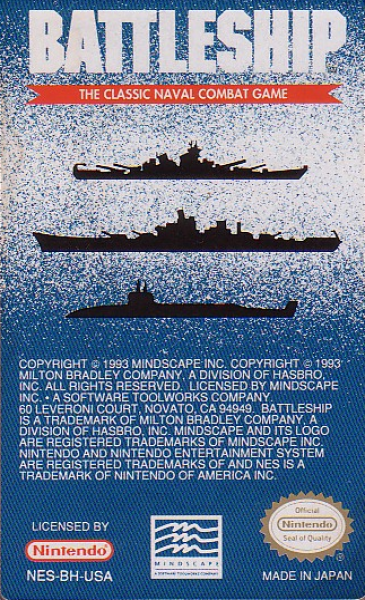 BATTLESHIP
THE CLASSIC NAVAL COMBAT GAME
COPYRIGHT © 1993 MINDSCAPE INC. COPYRIGHT © 1993
MILTON BRADLEY COMPANY, A DIVISION OF HASBRO,
INC. ALL RIGHTS RESERVED. LICENSED BY MINDSCAPE
INC. • A SOFTWARE TOOLWORKS COMPANY.
60 LEVERONI COURT, NOVATO, CA 94949. BATTLESHIP
IS A TRADEMARK OF MILTON BRADLEY COMPANY, A
DIVISION OF HASBRO, INC. MINDSCAPE AND ITS LOGO
ARE REGISTERED TRADEMARKS OF MINDSCAPE INC.
NINTENDO AND NINTENDO ENTERTAINMENT SYSTEM
ARE REGISTERED TRADEMARKS OF AND NES IS A
TRADEMARK OF NINTENDO OF AMERICA INC.
LICENSED BY
Nintendo
NES-BH-USA
MINDSCAPE
A SOFTWARE TOOLWORKS COMPANY
Official
Nintendo
Seal of Quality
®
MADE IN JAPAN